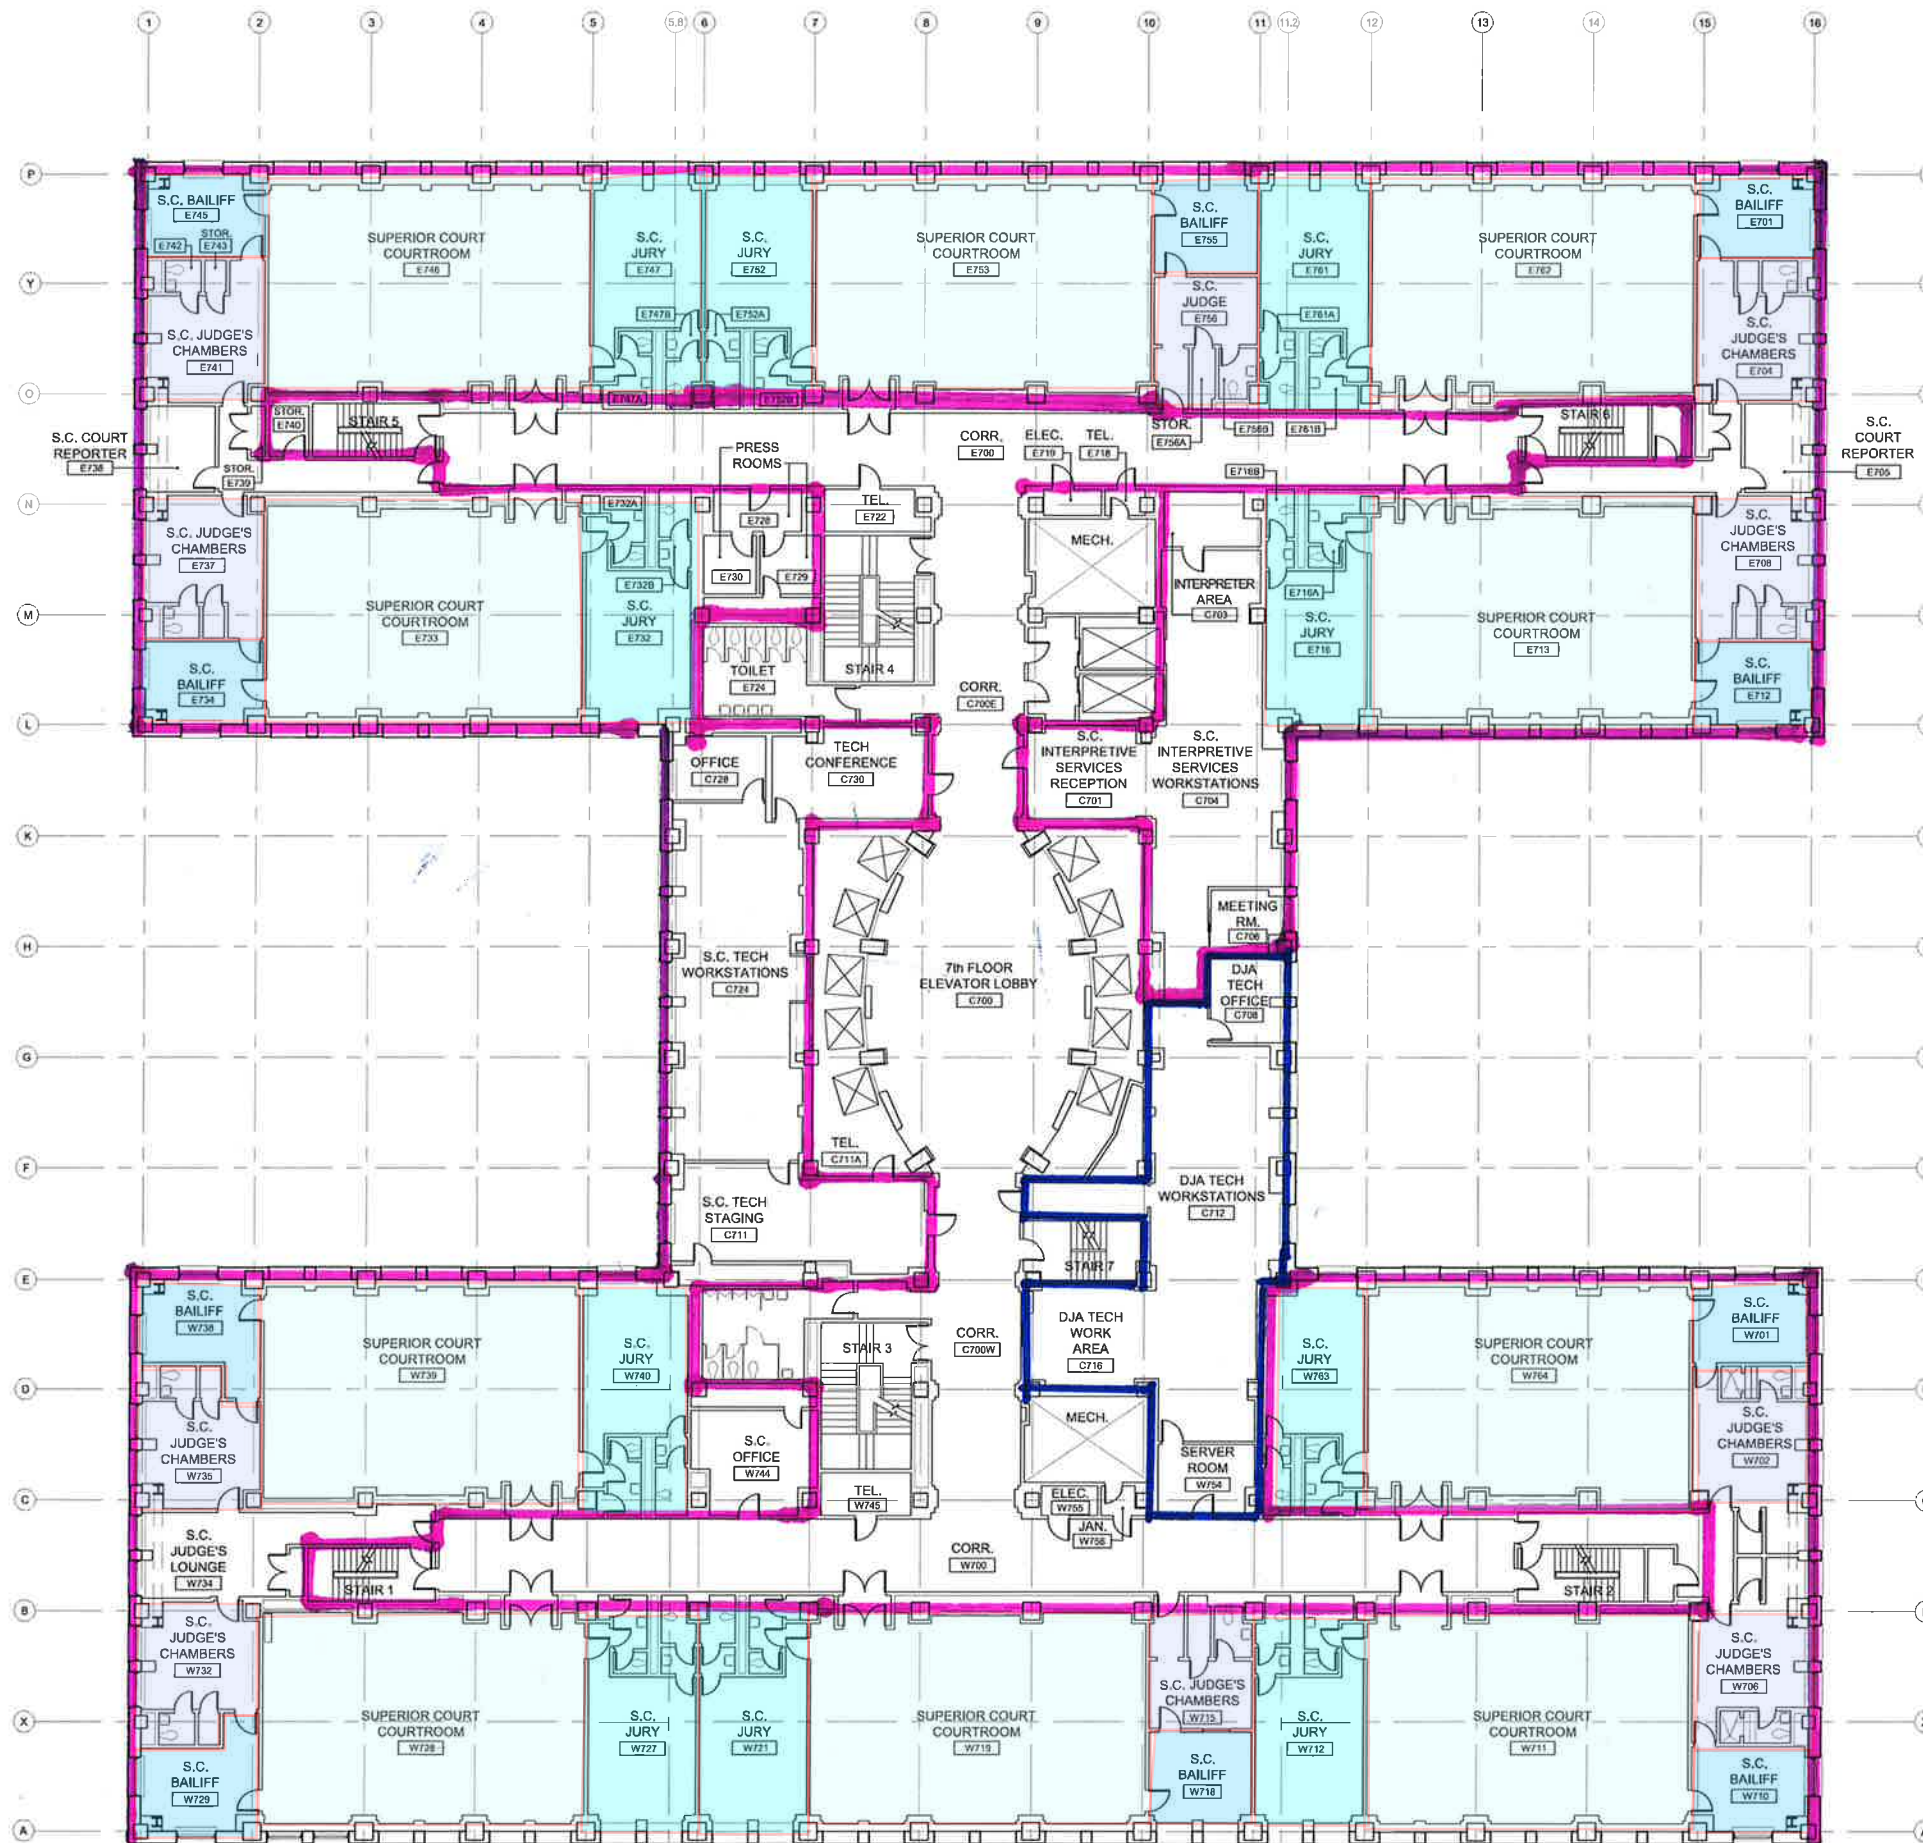 1 2 3 4 5 5.8 6 7 8 9 10 11 11.2 12 13 14 15 16
P
S.C. BAILIFF
E745
STOR.
E742
E743
SUPERIOR COURT
COURTROOM
E746
S.C.
JURY
E747
S.C.
JURY
E752
SUPERIOR COURT
COURTROOM
E753
S.C.
BAILIFF
E755
S.C.
JURY
E761
SUPERIOR COURT
COURTROOM
E762
S.C.
BAILIFF
E701
Y
S.C. JUDGE'S
CHAMBERS
E741
E747B
E752A
S.C.
JUDGE
E756
E761A
S.C.
JUDGE'S
CHAMBERS
E704
O
E747A
E752B
STOR.
E740
STAIR 5
STOR.
E756A
E756B
E761B
STAIR 6
S.C. COURT
REPORTER
E738
STOR.
E739
PRESS
ROOMS
CORR.
E700
ELEC.
E719
TEL.
E718
E716B
S.C.
COURT
REPORTER
E705
N
S.C. JUDGE'S
CHAMBERS
E737
E732A
E728
TEL.
E722
MECH.
S.C.
JUDGE'S
CHAMBERS
E708
E730
E729
E732B
INTERPRETER
AREA
C703
E716A
M
SUPERIOR COURT
COURTROOM
E733
S.C.
JURY
E732
S.C.
JURY
E716
SUPERIOR COURT
COURTROOM
E713
S.C.
BAILIFF
E734
TOILET
E724
STAIR 4
CORR.
C700E
S.C.
BAILIFF
E712
L
OFFICE
C728
TECH
CONFERENCE
C730
S.C.
INTERPRETIVE
SERVICES
RECEPTION
C701
S.C.
INTERPRETIVE
SERVICES
WORKSTATIONS
C704
K
MEETING
RM.
C706
H
S.C. TECH
WORKSTATIONS
C724
7th FLOOR
ELEVATOR LOBBY
C700
DJA
TECH
OFFICE
C708
G
TEL.
C711A
F
S.C. TECH
STAGING
C711
DJA TECH
WORKSTATIONS
C712
STAIR 7
E
S.C.
BAILIFF
W738
SUPERIOR COURT
COURTROOM
W739
S.C.
JURY
W740
STAIR 3
CORR.
C700W
DJA TECH
WORK
AREA
C716
S.C.
JURY
W763
SUPERIOR COURT
COURTROOM
W764
S.C.
BAILIFF
W701
D
S.C.
JUDGE'S
CHAMBERS
W735
S.C.
OFFICE
W744
MECH.
SERVER
ROOM
W754
S.C.
JUDGE'S
CHAMBERS
W702
C
TEL.
W745
ELEC.
W755
JAN.
W756
S.C.
JUDGE'S
LOUNGE
W734
STAIR 1
CORR.
W700
STAIR 2
B
S.C.
JUDGE'S
CHAMBERS
W732
S.C. JUDGE'S
CHAMBERS
W715
S.C.
JUDGE'S
CHAMBERS
W706
X
SUPERIOR COURT
COURTROOM
W728
S.C.
JURY
W727
S.C.
JURY
W721
SUPERIOR COURT
COURTROOM
W719
S.C.
JURY
W712
SUPERIOR COURT
COURTROOM
W711
S.C.
BAILIFF
W729
S.C.
BAILIFF
W718
S.C.
BAILIFF
W710
A